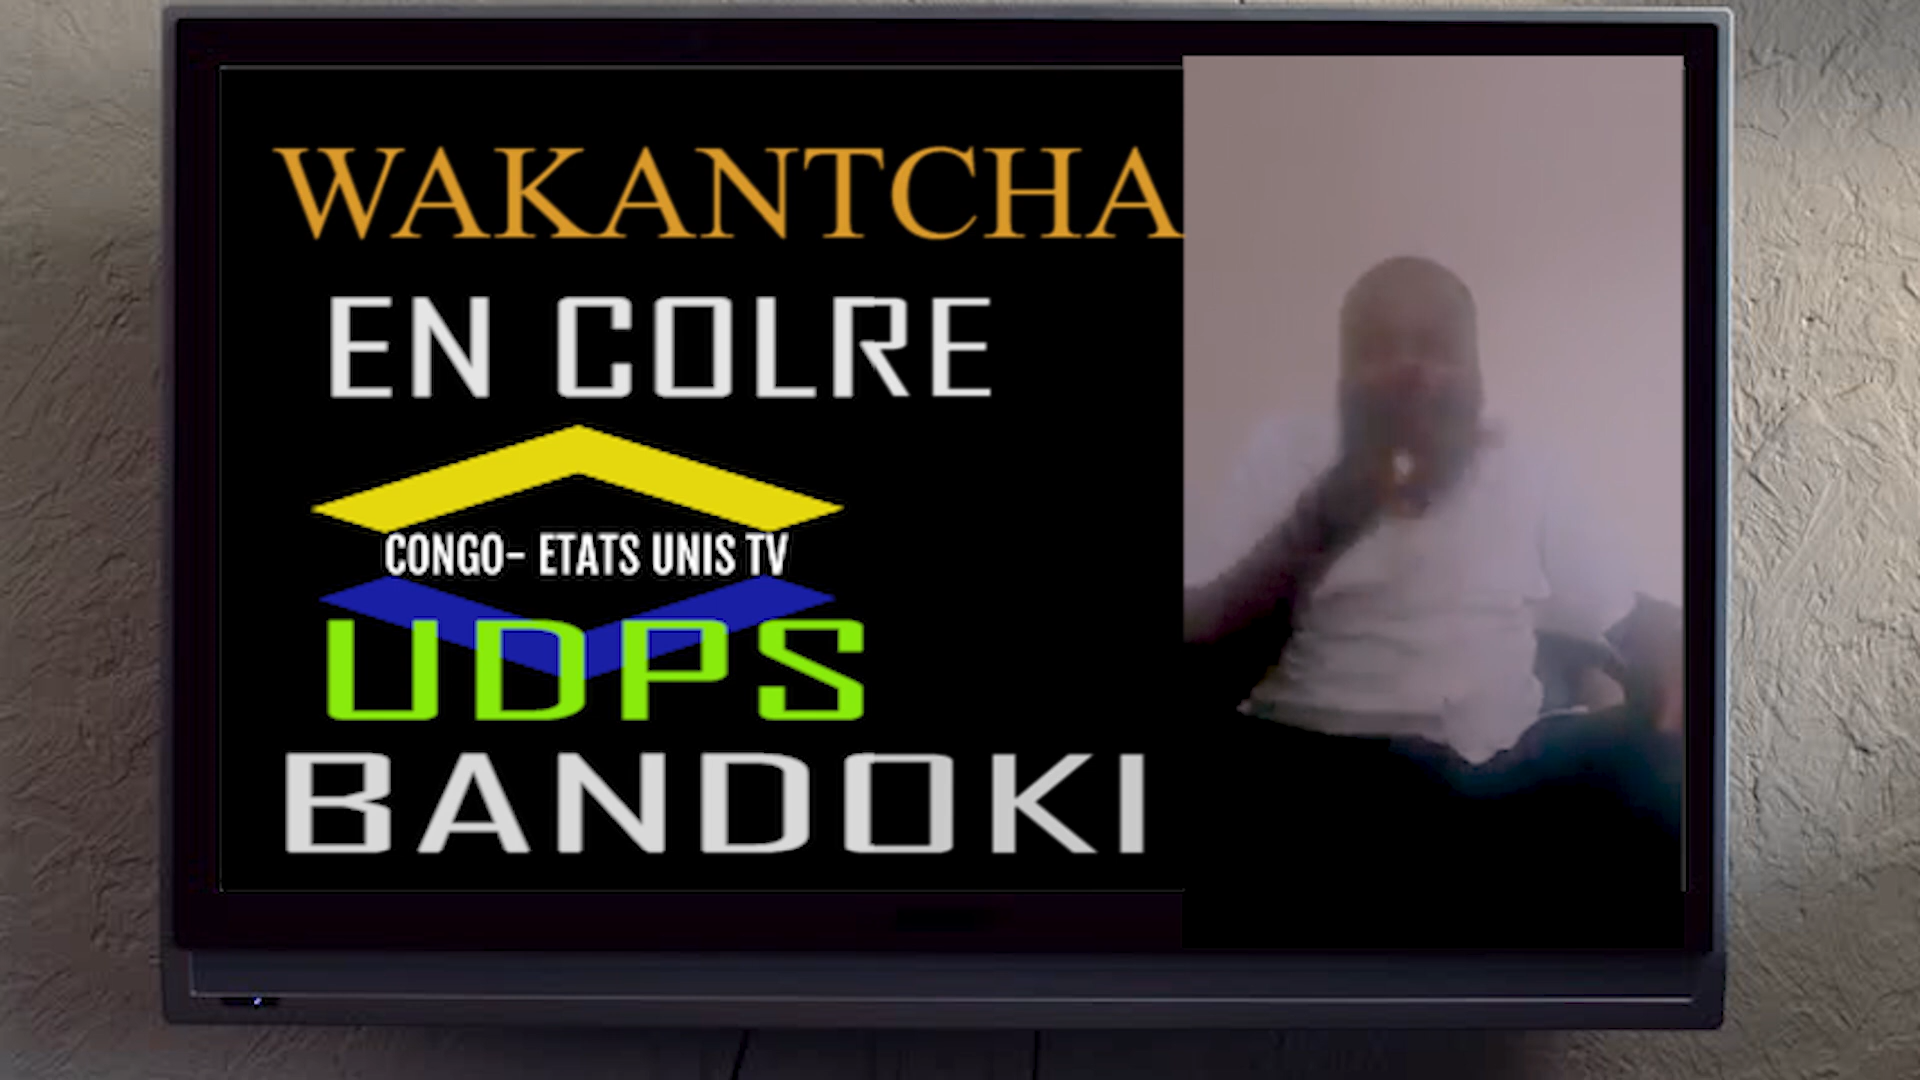 WAKANTCHA
EN COLRE
CONGO- ETATS UNIS TV
UDPS
BANDOKI